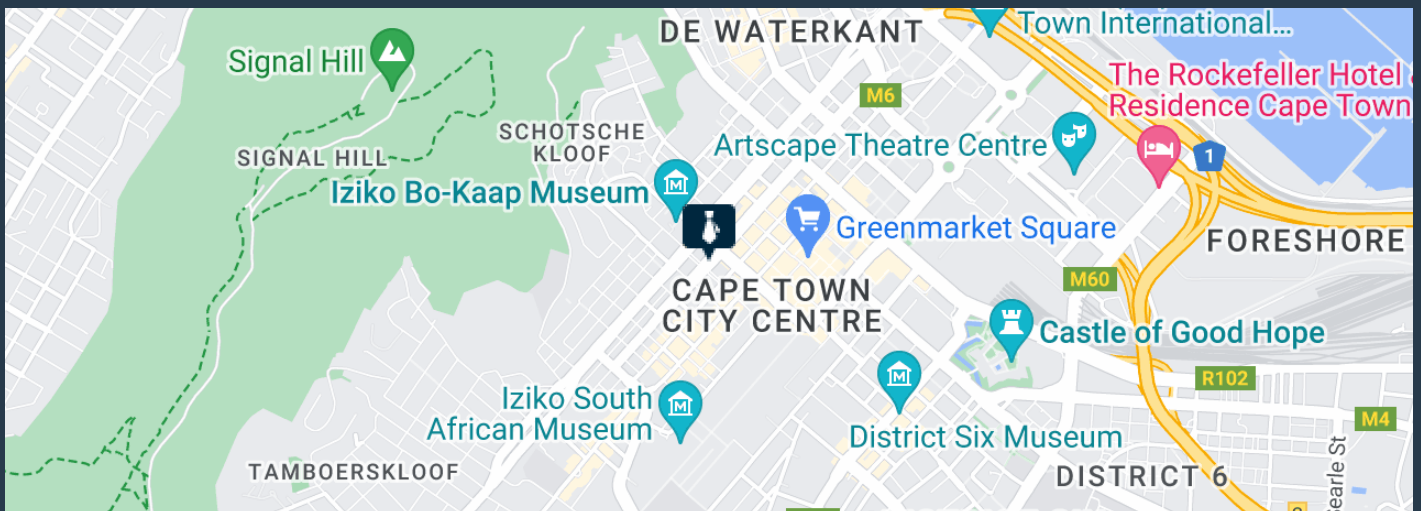 DE WATERKANT
Town International...
Signal Hill
The Rockefeller Hotel
Residence Cape Town
M6
SCHOTSCHE
KLOOF
Artscape Theatre Centre
SIGNAL HILL
1
Iziko Bo-Kaap Museum
Greenmarket Square
FORESHORE
M60
CAPE TOWN
CITY CENTRE
Castle of Good Hope
R102
Iziko South
African Museum
M4
District Six Museum
TAMBOERSKLOOF
DISTRICT 6